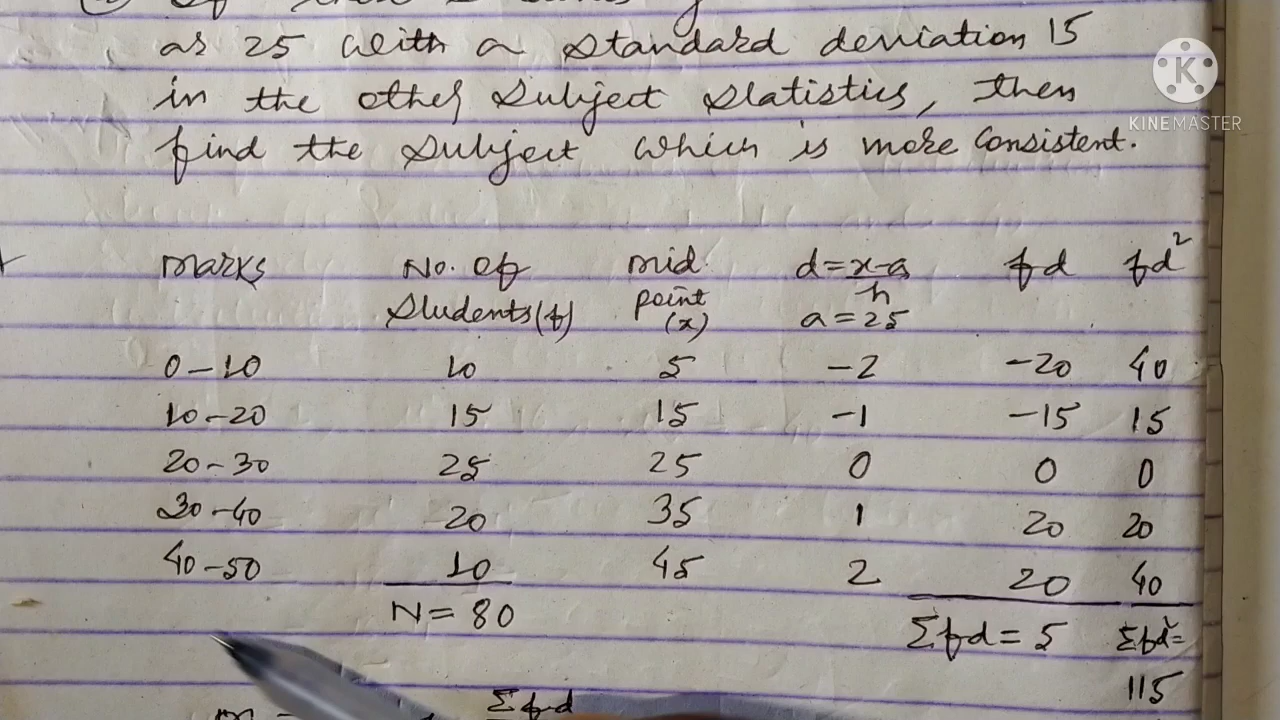 as 25 with a standard deviation 15
in the other subject statistics, then
find the subject which is more consistent.
KINEMASTER
marks No. of students (f) mid point (x) d = x-a/h a = 25 fd fd²
0-10 10 5 -2 -20 40
10-20 15 15 -1 -15 15
20-30 25 25 0 0 0
30-40 20 35 1 20 20
40-50 10 45 2 20 40
N = 80 Σfd = 5 Σfd² = 115
Σfd